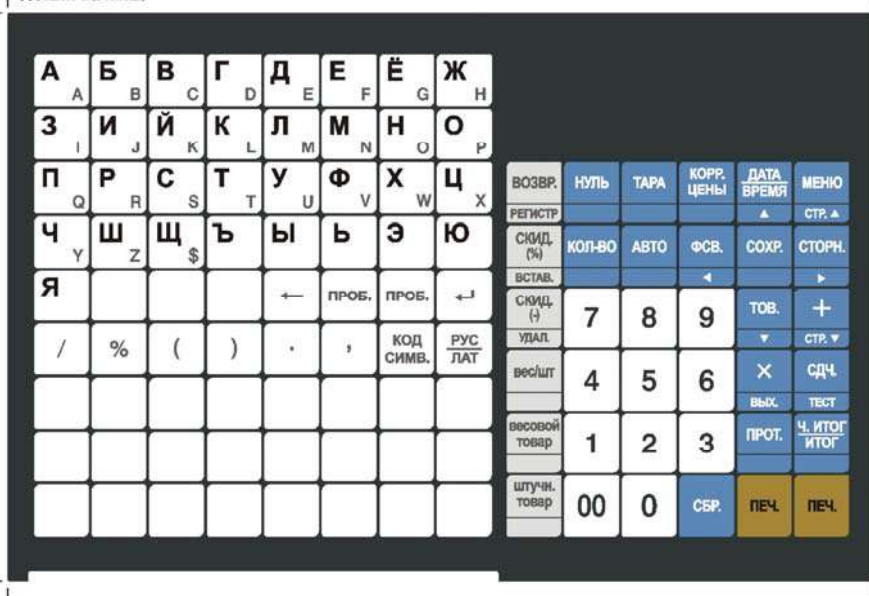 А A Б B В C Г D Д E Е F Ё G Ж H
З I И J Й K К L Л M М N Н O О P
П Q Р R С S Т T У U Ф V Х W Ц X
Ч Y Ш Z Щ $ Ъ Ы Ь Э Ю
Я ← ПРОБ. ПРОБ. ↵
/ % ( ) . , КОД СИМВ. РУС ЛАТ
ВОЗВР. НУЛЬ ТАРА КОРР. ЦЕНЫ ДАТА ВРЕМЯ МЕНЮ
РЕГИСТР ▲ СТР. ▲
СКИД. (%) КОЛ-ВО АВТО ФСВ. СОХР. СТОРН.
ВСТАВ. ◄ ►
СКИД. (-) 7 8 9 ТОВ. +
УДАЛ. ▼ СТР. ▼
вес/шт 4 5 6 × СДЧ.
ВЫХ. ТЕСТ
весовой товар 1 2 3 ПРОТ. Ч. ИТОГ ИТОГ
штучн. товар 00 0 СБР. ПЕЧ. ПЕЧ.